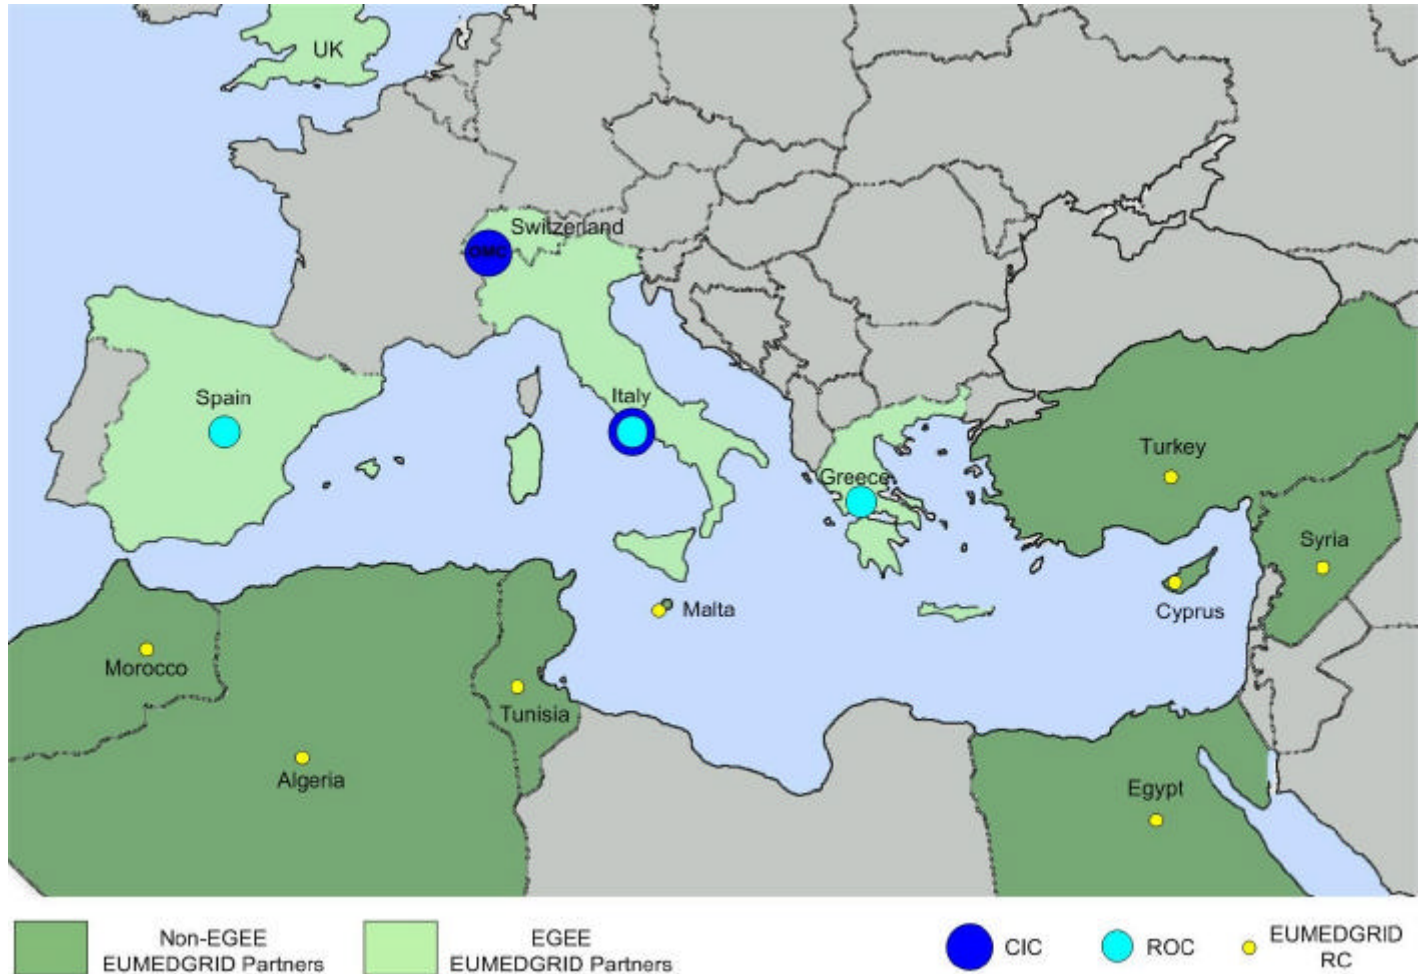 UK
Switzerland
OMC
Spain
Italy
Greece
Turkey
Syria
Cyprus
Malta
Morocco
Tunisia
Algeria
Egypt
Non-EGEE
EUMEDGRID Partners
EGEE
EUMEDGRID Partners
CIC
ROC
EUMEDGRID
RC